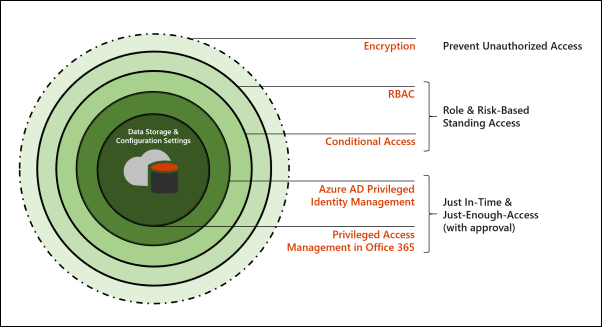 Encryption
Prevent Unauthorized Access
RBAC
Role & Risk-Based
Standing Access
Conditional Access
Data Storage &
Configuration Settings
Azure AD Privileged
Identity Management
Just In-Time &
Just-Enough-Access
(with approval)
Privileged Access
Management in Office 365